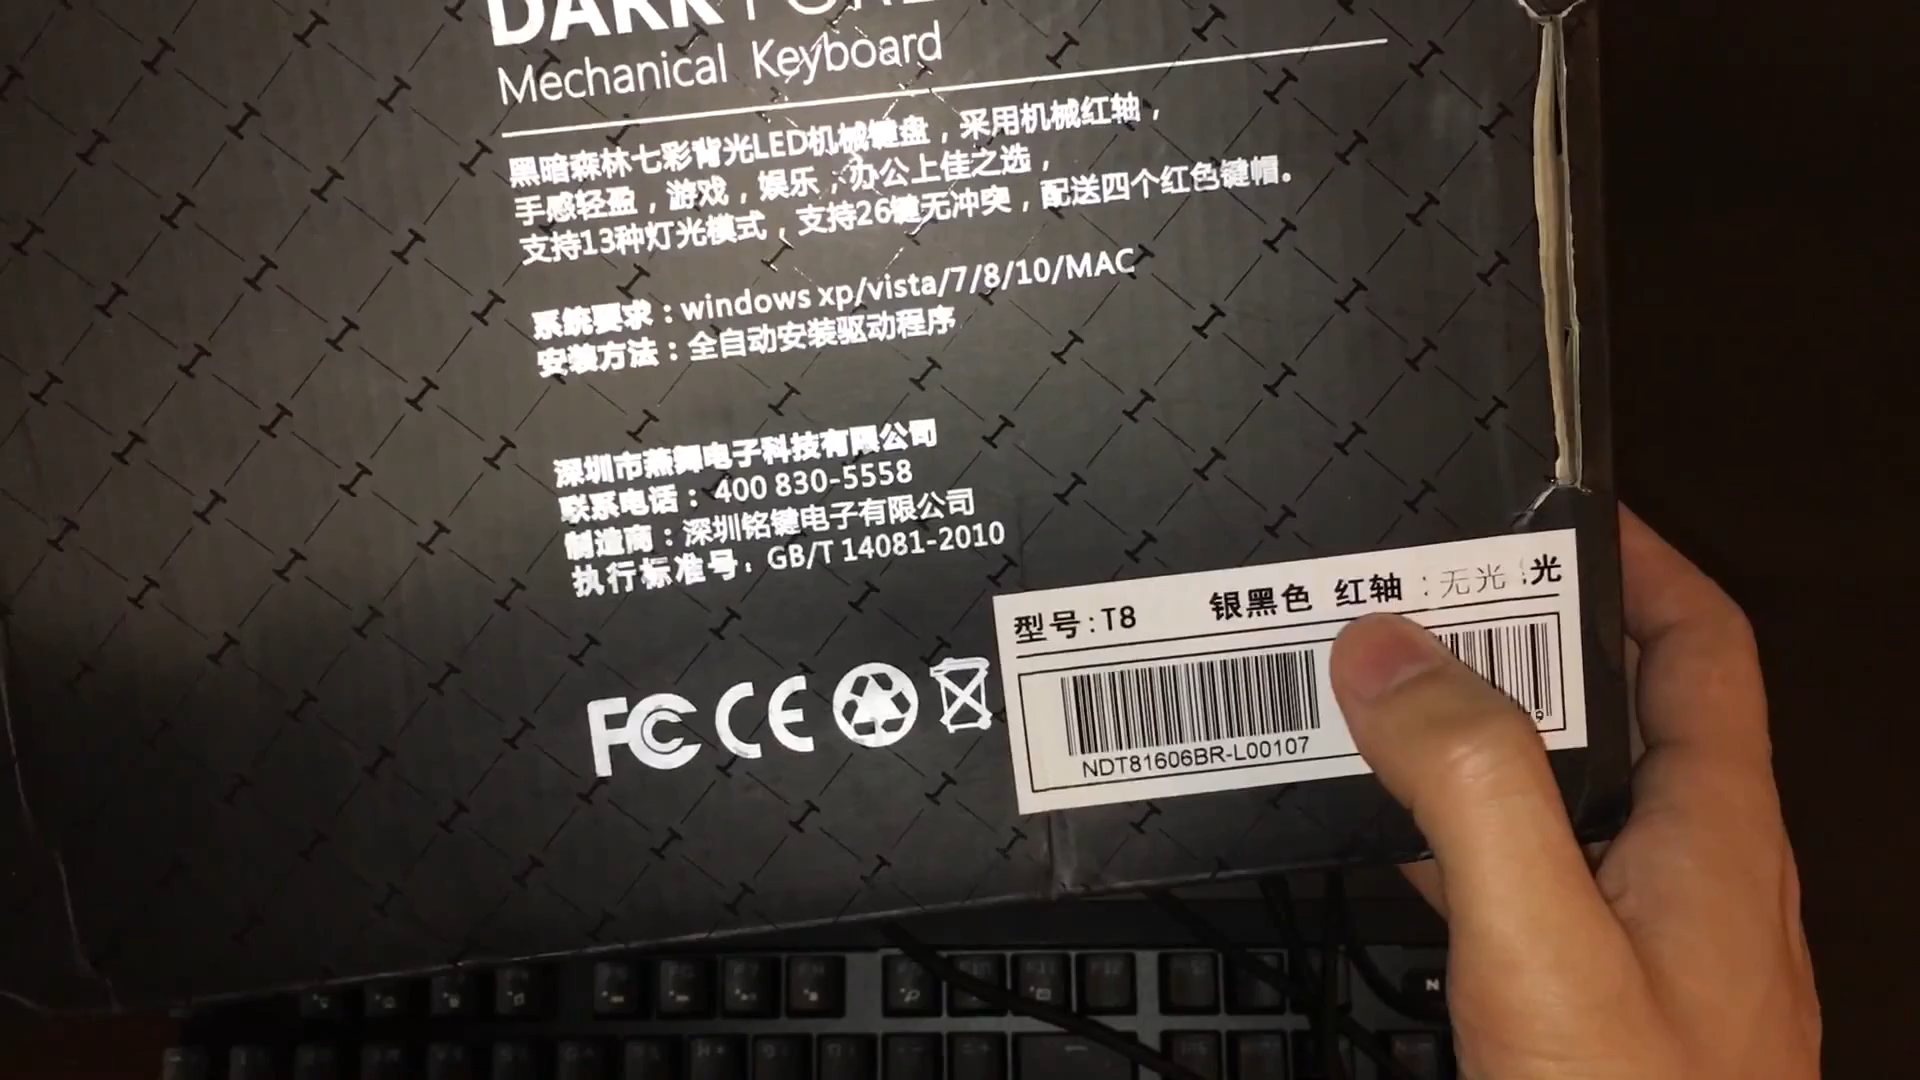 DARK
Mechanical Keyboard
黑暗森林七彩背光LED机械键盘，采用机械红轴，
手感轻盈，游戏，娱乐，办公上佳之选，
支持13种灯光模式，支持26键无冲突，配送四个红色键帽。
系统要求：windows xp/vista/7/8/10/MAC
安装方法：全自动安装驱动程序
深圳市燕舞电子科技有限公司
联系电话：400 830-5558
制造商：深圳铭键电子有限公司
执行标准号：GB/T 14081-2010
FC CE
型号:T8 银黑色 红轴 :无光 光
NDT81606BR-L00107